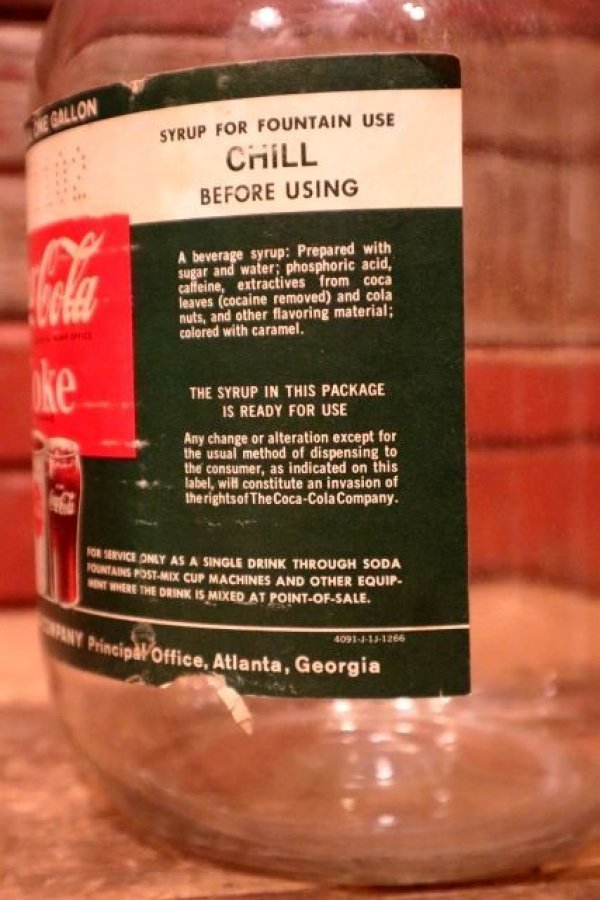 ONE GALLON
SYRUP FOR FOUNTAIN USE
CHILL
BEFORE USING
Cola
oke
A beverage syrup: Prepared with
sugar and water; phosphoric acid,
caffeine, extractives from coca
leaves (cocaine removed) and cola
nuts, and other flavoring material;
colored with caramel.
THE SYRUP IN THIS PACKAGE
IS READY FOR USE
Any change or alteration except for
the usual method of dispensing to
the consumer, as indicated on this
label, will constitute an invasion of
the rights of The Coca-Cola Company.
Coca-Cola
FOR SERVICE ONLY AS A SINGLE DRINK THROUGH SODA
FOUNTAINS POST-MIX CUP MACHINES AND OTHER EQUIP-
MENT WHERE THE DRINK IS MIXED AT POINT-OF-SALE.
4091-J-1J-1266
COMPANY Principal Office, Atlanta, Georgia